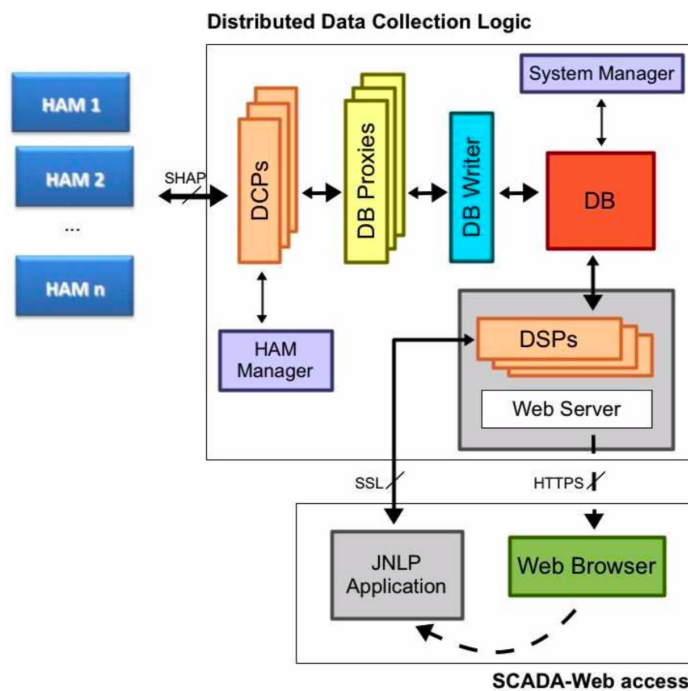 Distributed Data Collection Logic
HAM 1
HAM 2
...
HAM n
SHAP
DCPs
DB Proxies
DB Writer
System Manager
DB
HAM
Manager
DSPs
Web Server
SSL
HTTPS
JNLP
Application
Web Browser
SCADA-Web access